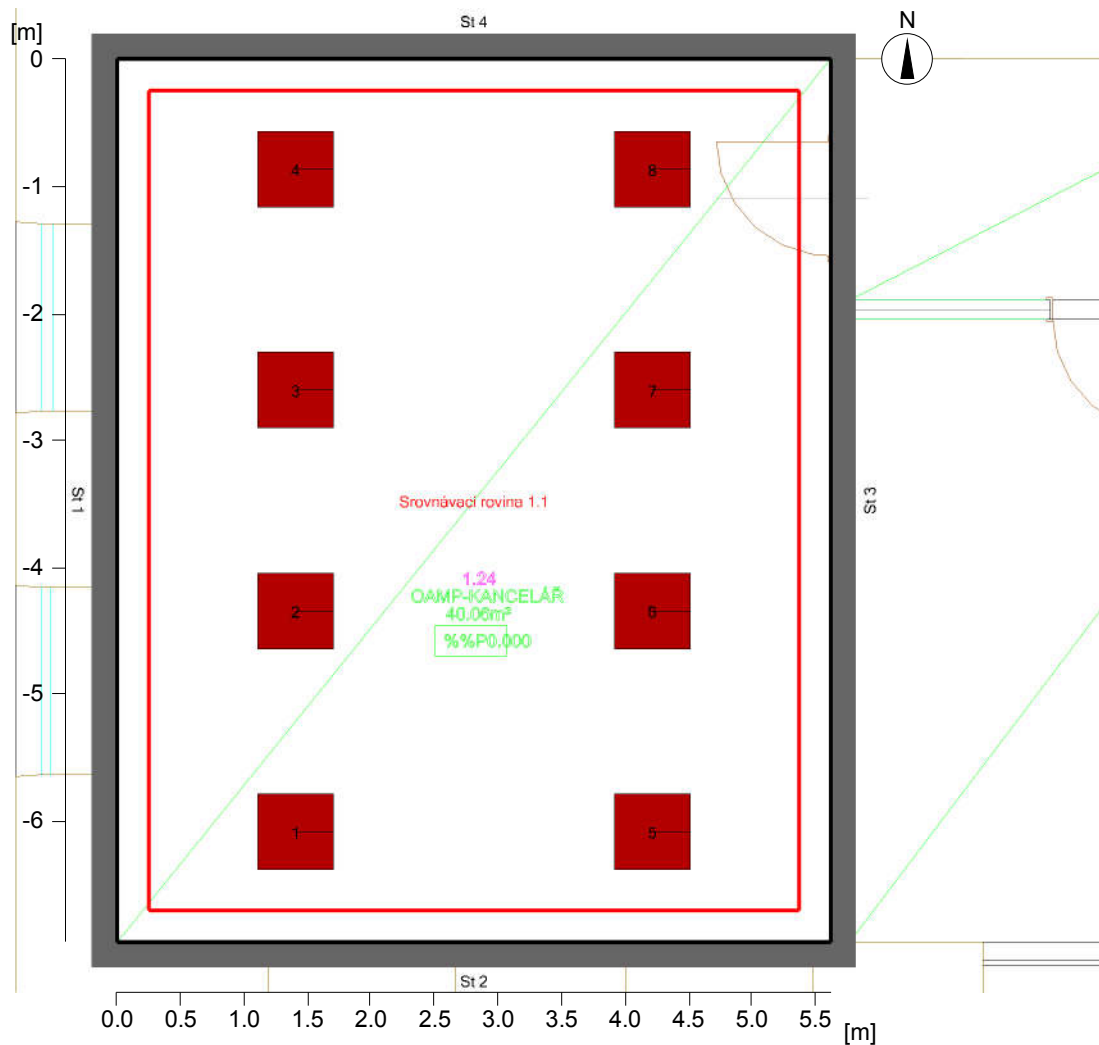 St 4
N
[m]
0
4
8
-1
-2
3
7
-3
Srovnávací rovina 1.1
St 1
St 3
-4
1.24
OAMP-KANCELÁŘ
2
6
40.06m²
%%P0.000
-5
-6
1
5
St 2
0.0 0.5 1.0 1.5 2.0 2.5 3.0 3.5 4.0 4.5 5.0 5.5
[m]